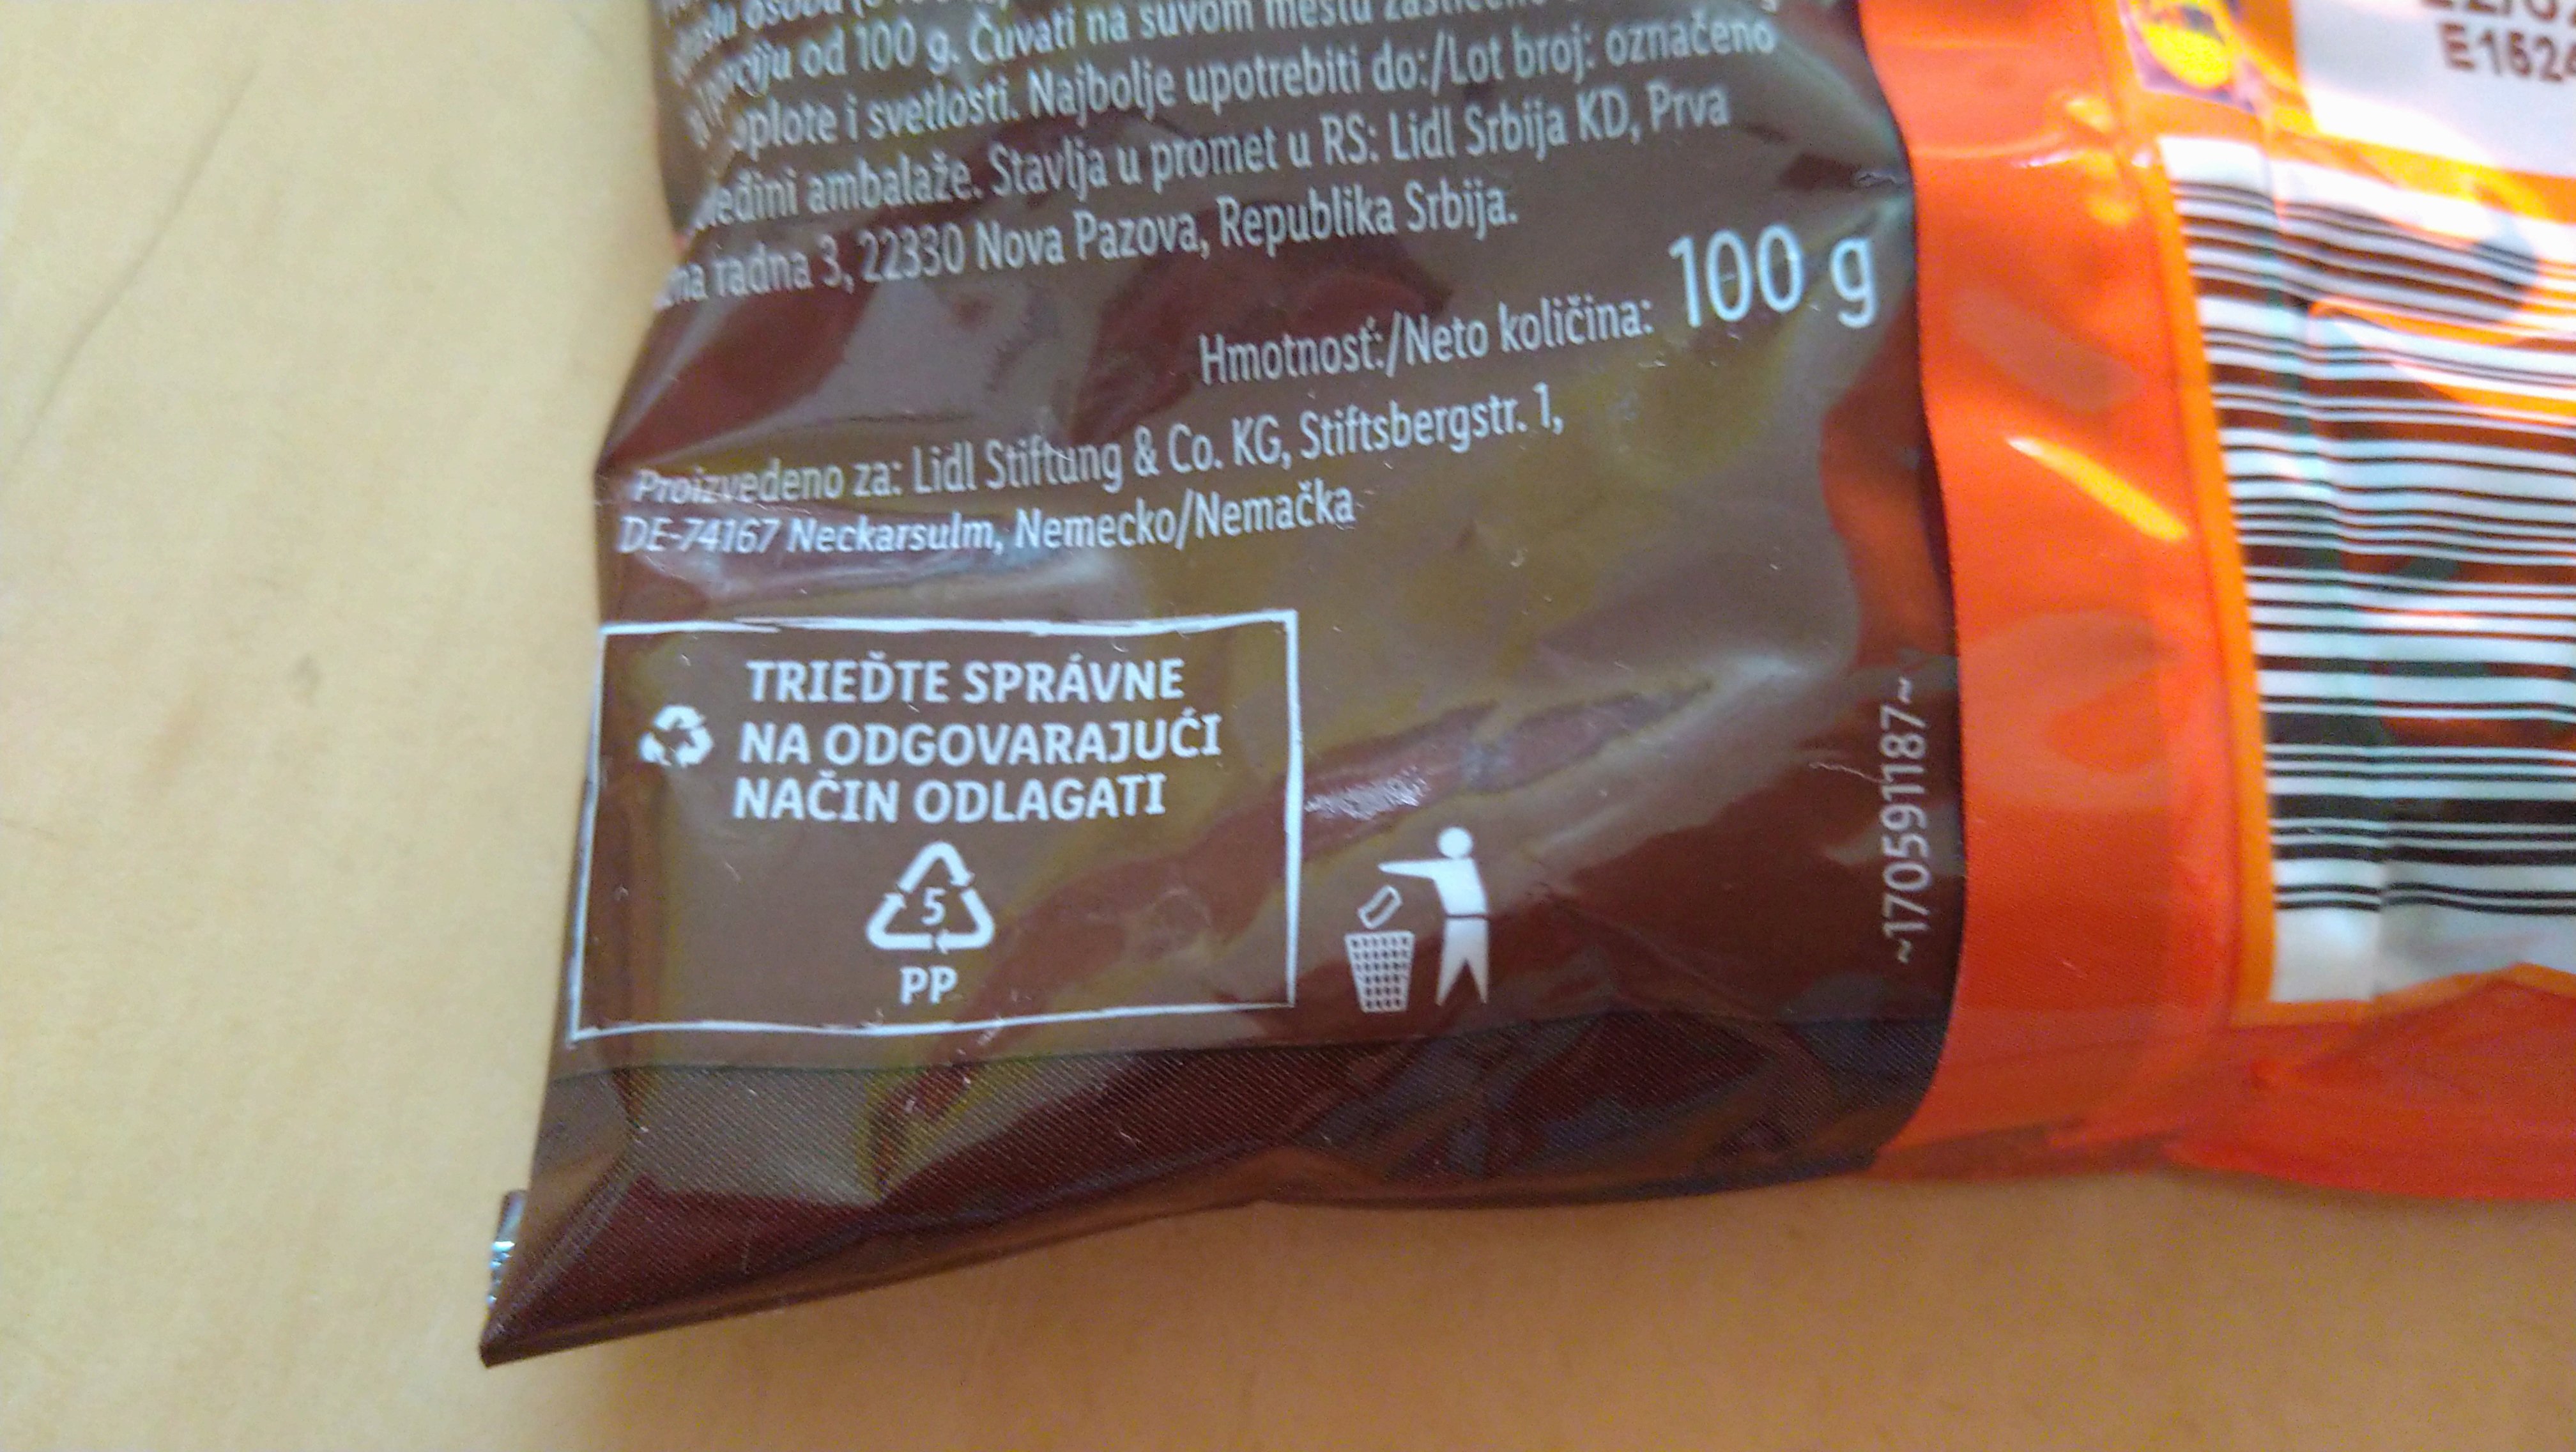 od 100 g. Čuvati na suvom mestu
i svetlosti. Najbolje upotrebiti do:/Lot broj: označeno
ambalaže. Stavlja u promet u RS: Lidl Srbija KD, Prva
radna 3, 22330 Nova Pazova, Republika Srbija.
Hmotnosť:/Neto količina: 100 g
Proizvedeno za: Lidl Stiftung & Co. KG, Stiftsbergstr. 1,
DE-74167 Neckarsulm, Nemecko/Nemačka
TRIEĎTE SPRÁVNE
NA ODGOVARAJUĆI
NAČIN ODLAGATI
5
PP
~170591187~